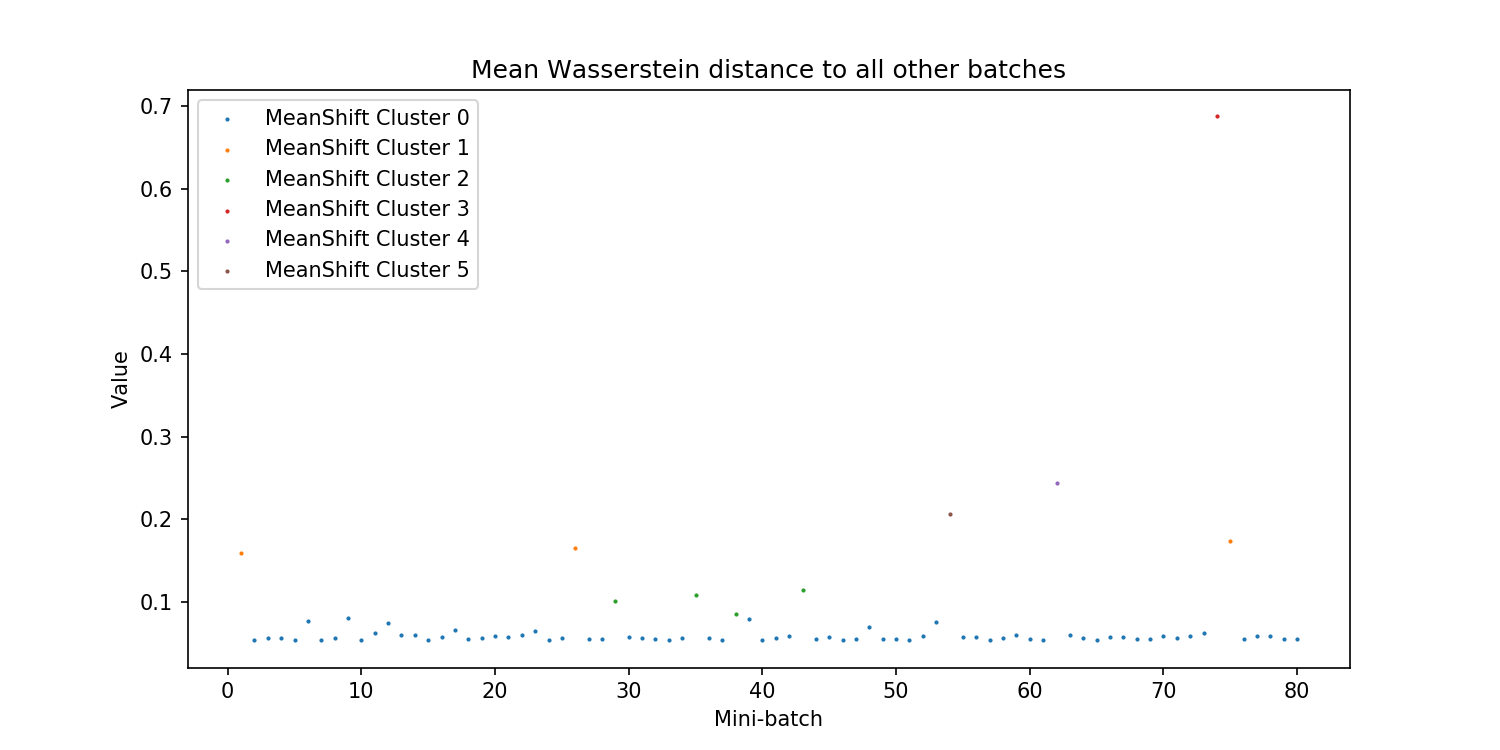 Mean Wasserstein distance to all other batches
0.7
0.6
0.5
0.4
0.3
0.2
0.1
Value
MeanShift Cluster 0
MeanShift Cluster 1
MeanShift Cluster 2
MeanShift Cluster 3
MeanShift Cluster 4
MeanShift Cluster 5
0 10 20 30 40 50 60 70 80
Mini-batch